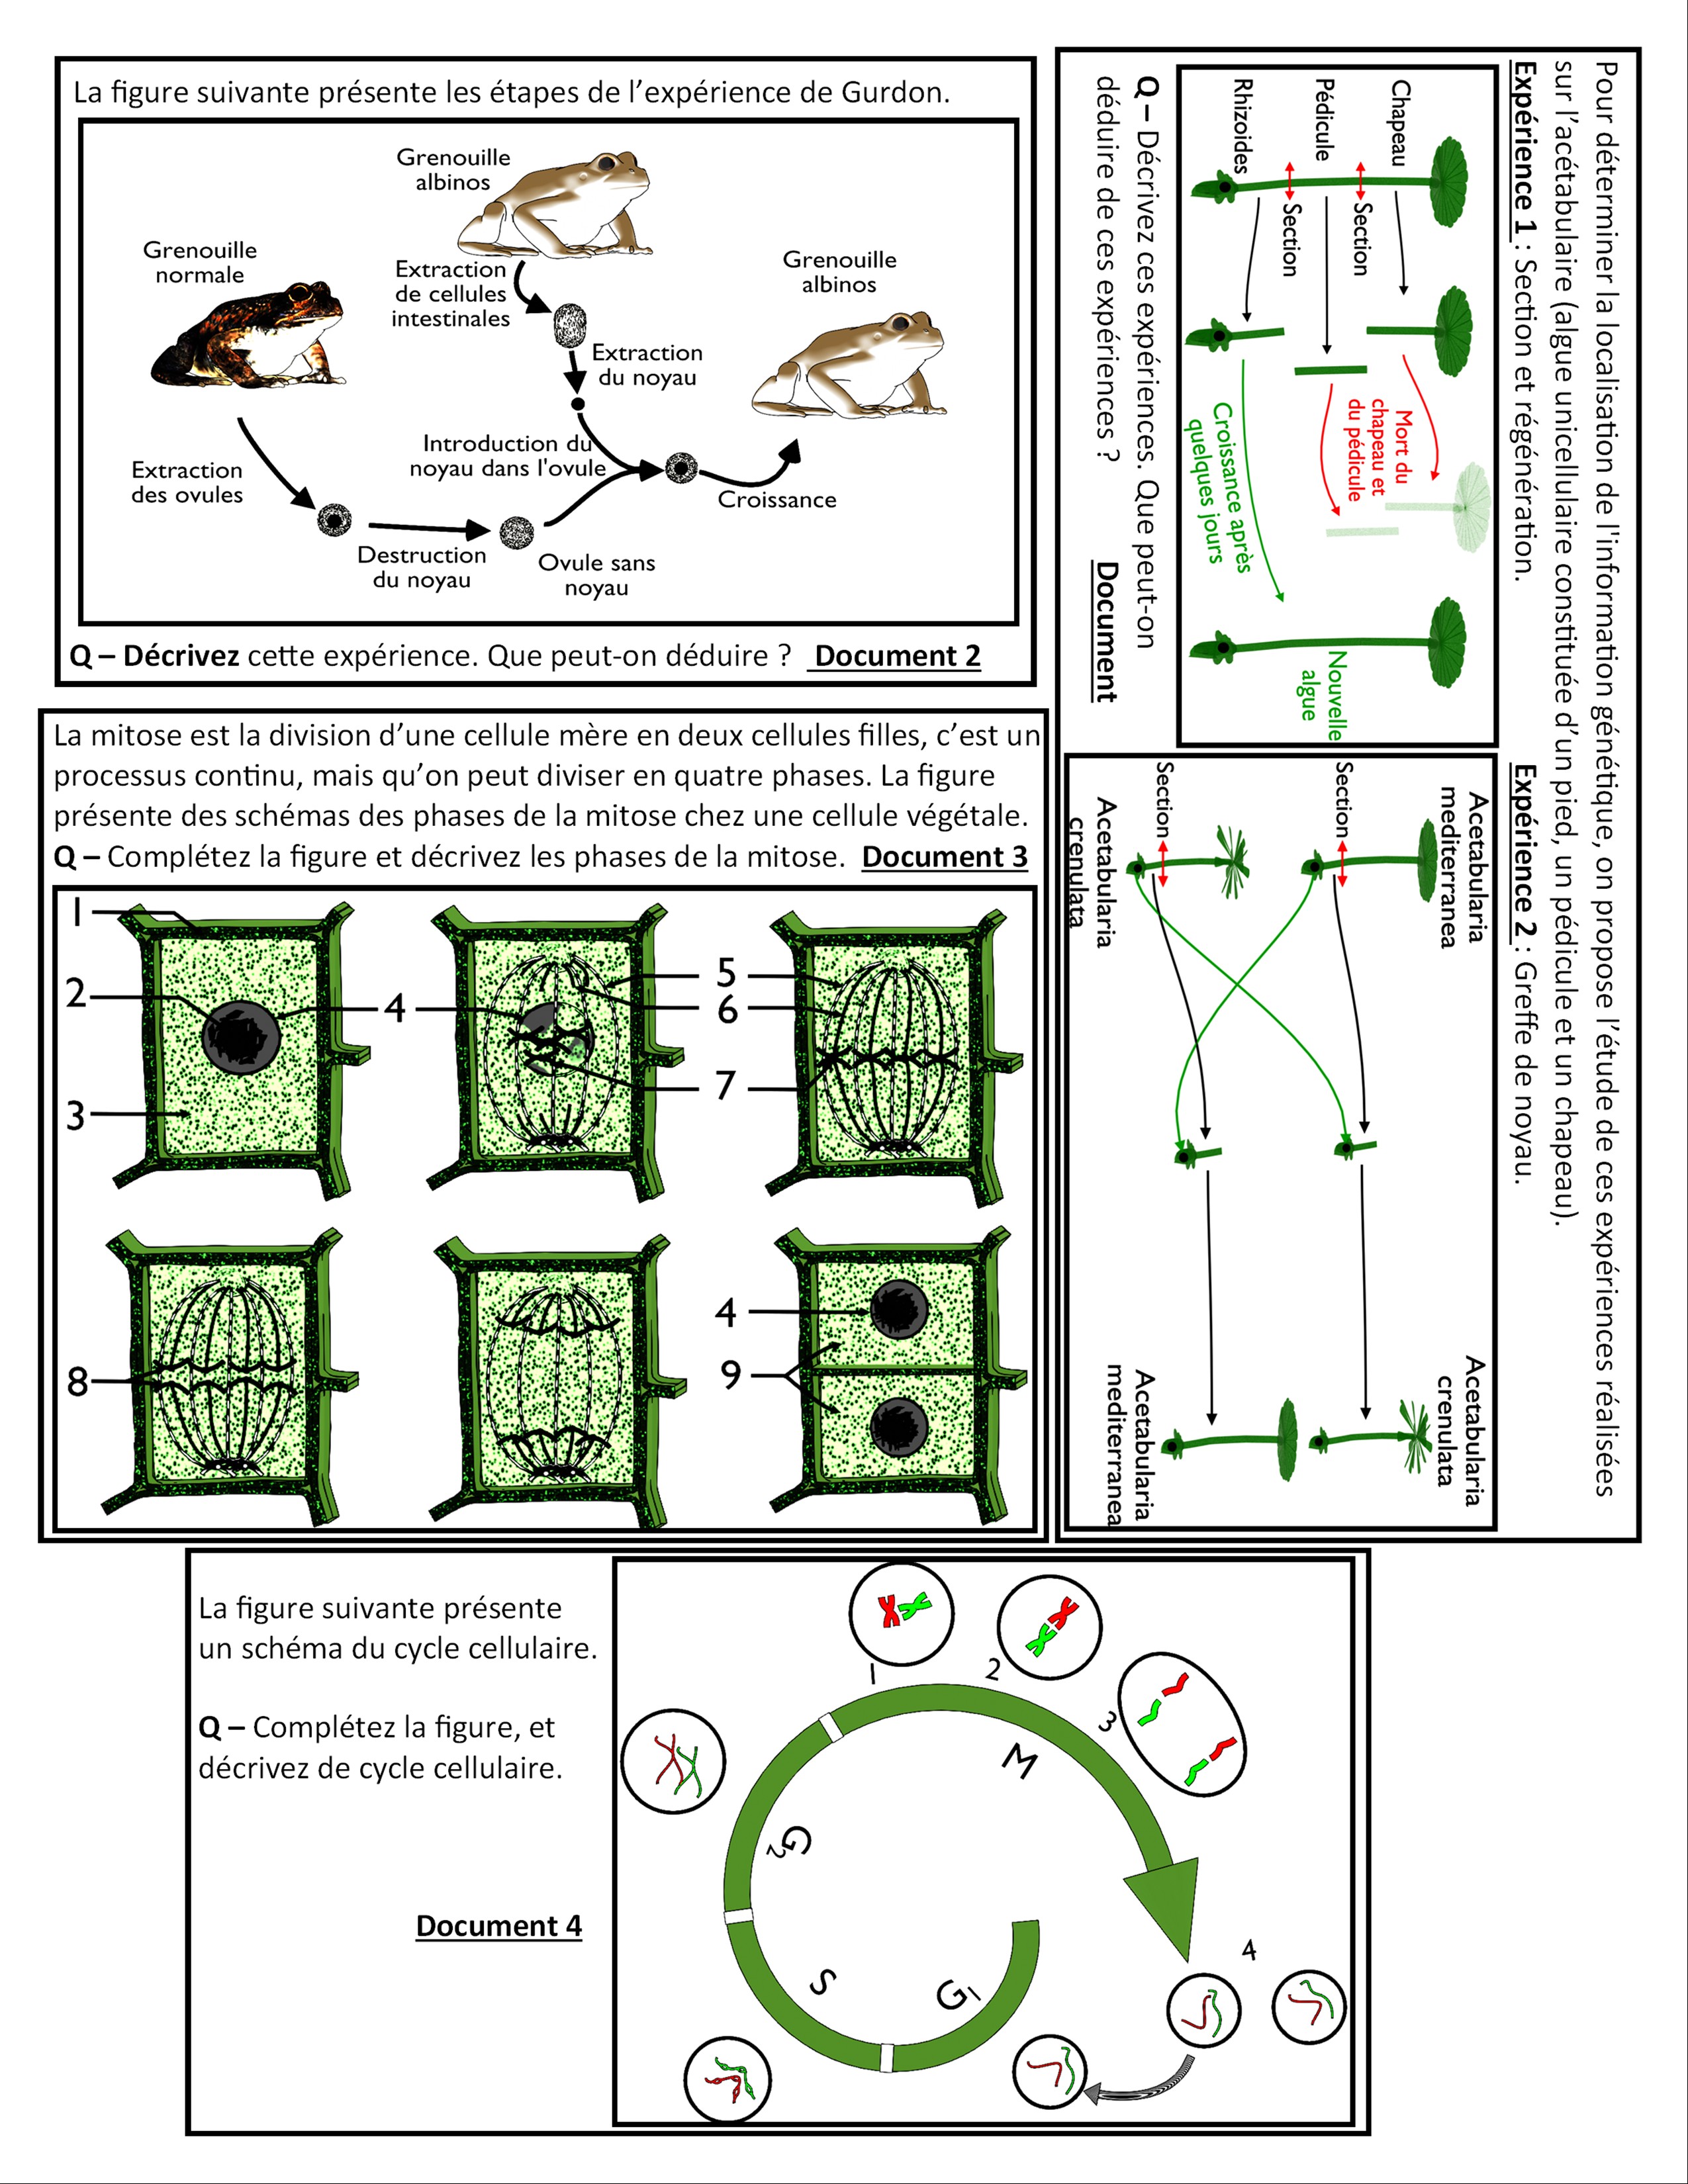 La figure suivante présente les étapes de l’expérience de Gurdon.
Grenouille
albinos
Grenouille
normale
Extraction
de cellules
intestinales
Grenouille
albinos
Extraction
du noyau
Introduction du
noyau dans l'ovule
Extraction
des ovules
Croissance
Destruction
du noyau
Ovule sans
noyau
Q – Décrivez cette expérience. Que peut-on déduire ? Document 2
Pour déterminer la localisation de l'information génétique, on propose l’étude de ces expériences réalisées
sur l’acétabulaire (algue unicellulaire constituée d’un pied, un pédicule et un chapeau).
Expérience 1 : Section et régénération.
Expérience 2 : Greffe de noyau.
Chapeau
Pédicule
Rhizoides
Section
Section
Mort du
chapeau et
du pédicule
Croissance après
quelques jours
Nouvelle
algue
Q – Décrivez ces expériences. Que peut-on
déduire de ces expériences ?
Document
Acetabularia
mediterranea
Section
Section
Acetabularia
crenulata
Acetabularia
crenulata
Acetabularia
mediterranea
La mitose est la division d’une cellule mère en deux cellules filles, c’est un
processus continu, mais qu’on peut diviser en quatre phases. La figure
présente des schémas des phases de la mitose chez une cellule végétale.
Q – Complétez la figure et décrivez les phases de la mitose. Document 3
1
2
3
4
5
6
7
8
4
9
La figure suivante présente
un schéma du cycle cellulaire.
Q – Complétez la figure, et
décrivez de cycle cellulaire.
Document 4
1
2
3
M
G2
S
G1
4